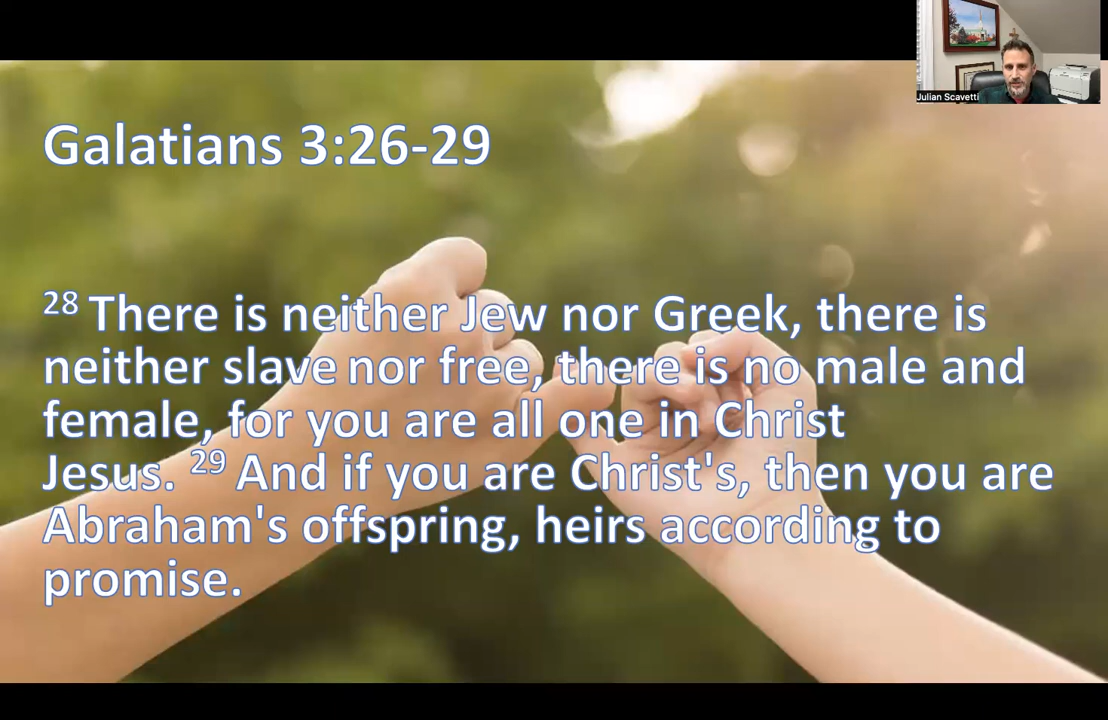 Julian Scavetti
Galatians 3:26-29
28 There is neither Jew nor Greek, there is
neither slave nor free, there is no male and
female, for you are all one in Christ
Jesus. 29 And if you are Christ's, then you are
Abraham's offspring, heirs according to
promise.